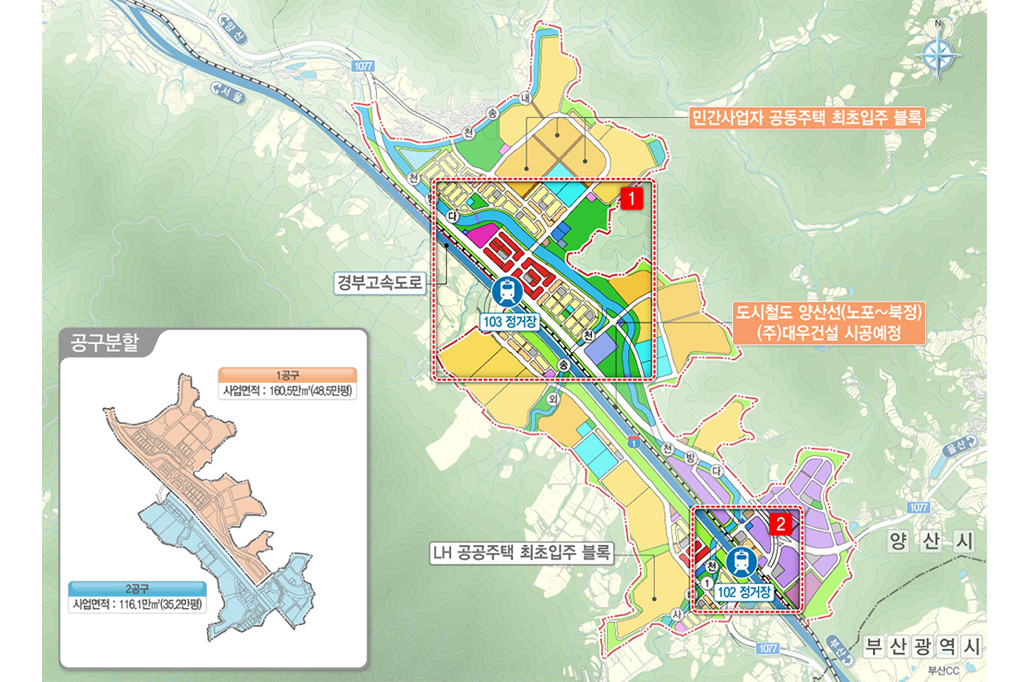 양산
서울
1077
N
내
송
천
민간사업자 공동주택 최초입주 블록
천
방
다
1
경부고속도로
103 정거장
도시철도 양산선(노포~북정)
(주)대우건설 시공예정
천
송
외
공구분할
1공구
사업면적 : 160.5만㎡(48.5만평)
2공구
사업면적 : 116.1만㎡(35.2만평)
1
천
방
다
울산
1077
양산시
2
LH 공공주택 최초입주 블록
102 정거장
천
1
사
1077
부산
부산광역시
부산CC